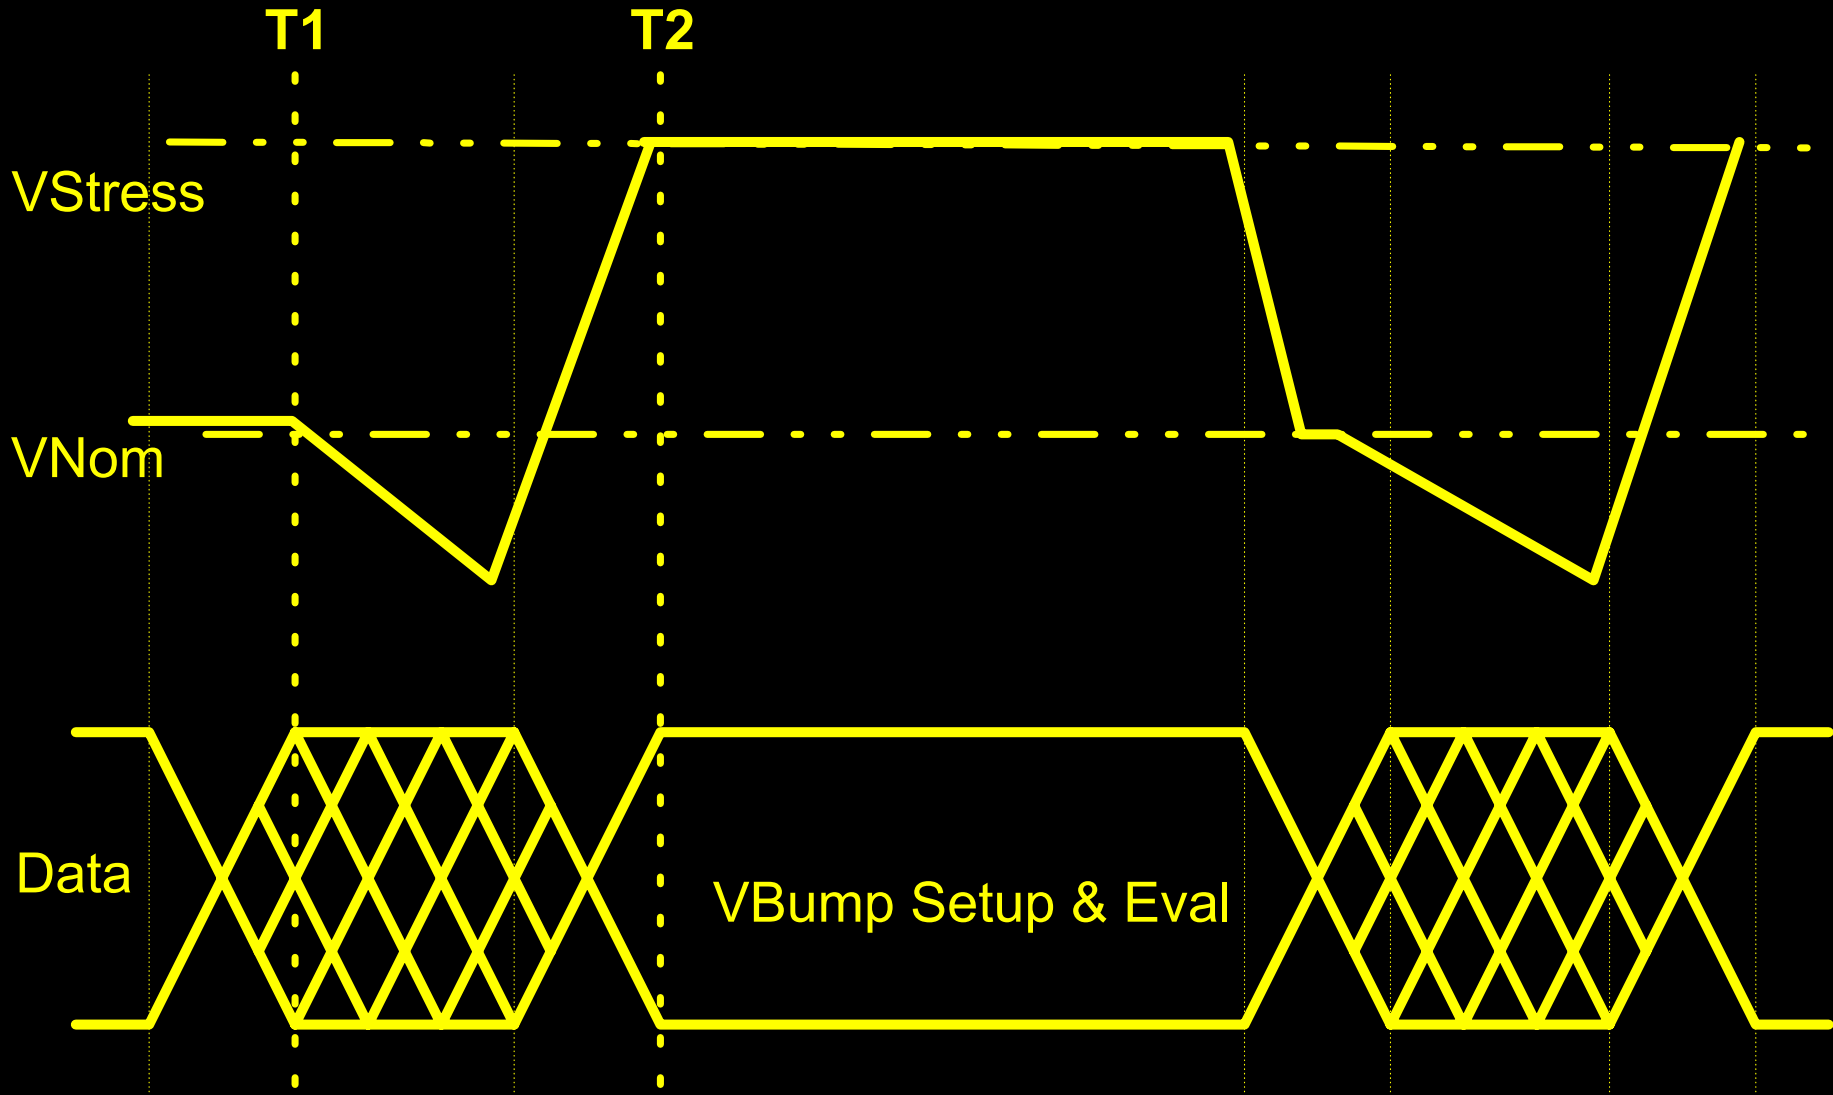 T1 T2
VStress
VNom
Data
VBump Setup & Eval